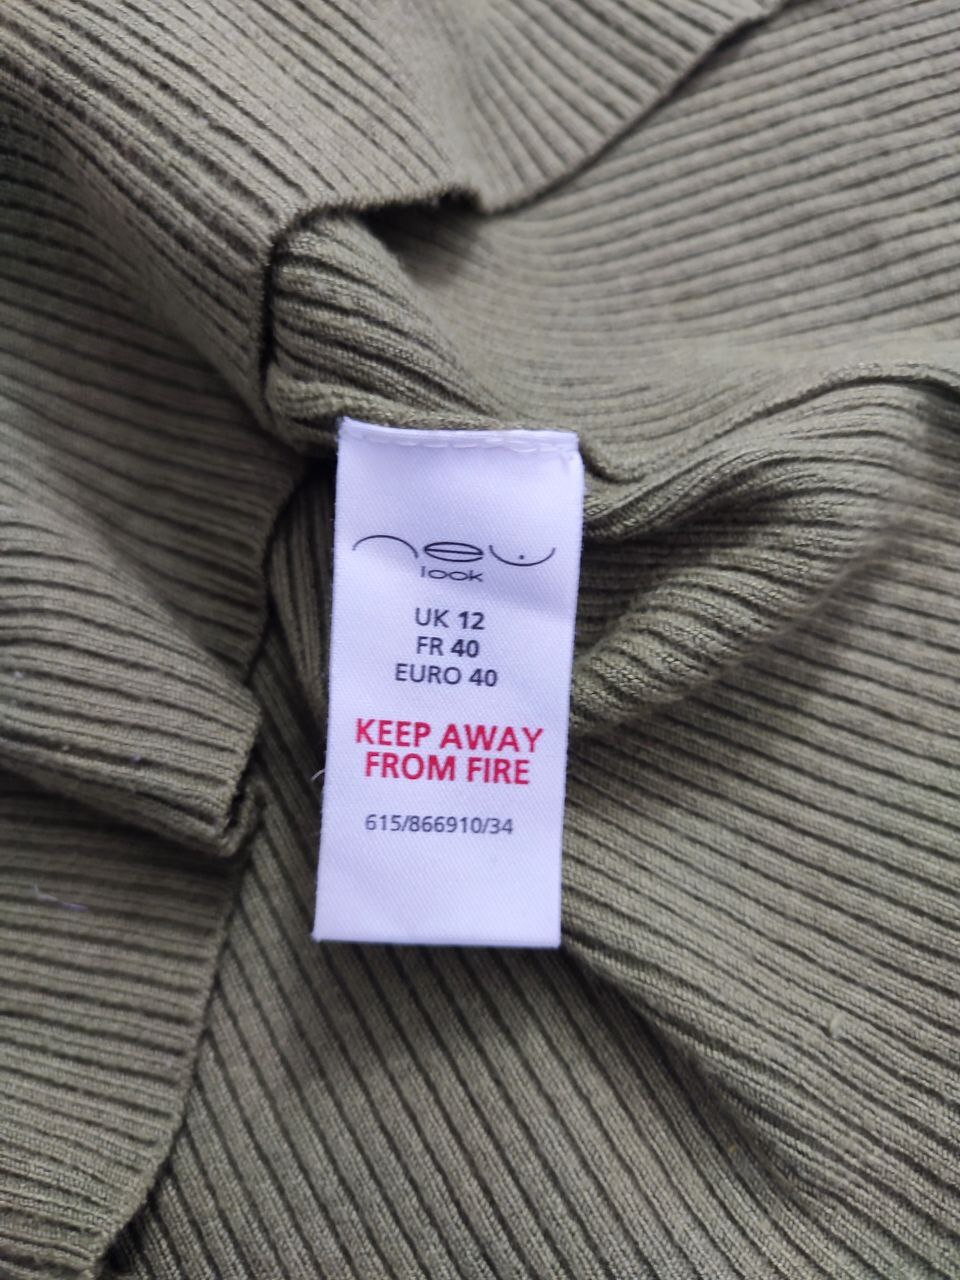 new
look
UK 12
FR 40
EURO 40
KEEP AWAY
FROM FIRE
615/866910/34